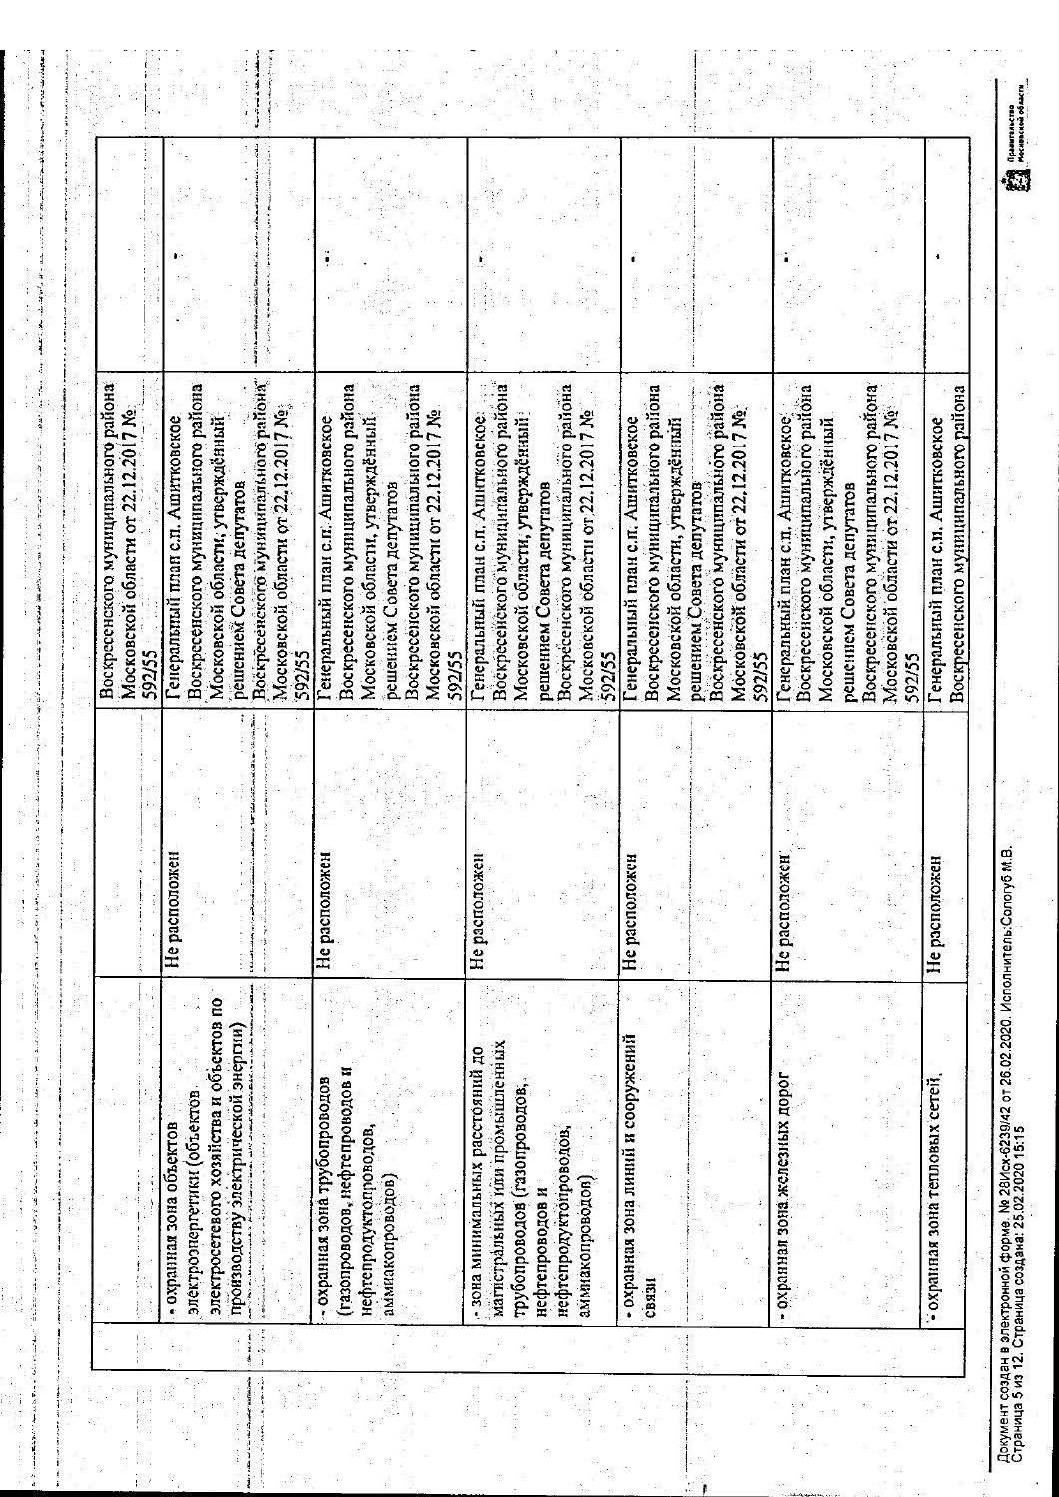 Воскресенского муниципального района
Московской области от 22.12.2017 №
592/55
- охранная зона объектов
электроэнергетики (объектов
электросетевого хозяйства и объектов по
производству электрической энергии)
Не расположен
Генеральный план с.п. Ашитковское
Воскресенского муниципального района
Московской области, утверждённый
решением Совета депутатов
Воскресенского муниципального района
Московской области от 22.12.2017 №
592/55
-
- охранная зона трубопроводов
(газопроводов, нефтепроводов и
нефтепродуктопроводов,
аммиакопроводов)
Не расположен
Генеральный план с.п. Ашитковское
Воскресенского муниципального района
Московской области, утверждённый
решением Совета депутатов
Воскресенского муниципального района
Московской области от 22.12.2017 №
592/55
-
- зона минимальных расстояний до
магистральных или промышленных
трубопроводов (газопроводов,
нефтепроводов и
нефтепродуктопроводов,
аммиакопроводов)
Не расположен
Генеральный план с.п. Ашитковское
Воскресенского муниципального района
Московской области, утверждённый
решением Совета депутатов
Воскресенского муниципального района
Московской области от 22.12.2017 №
592/55
-
- охранная зона линий и сооружений
связи
Не расположен
Генеральный план с.п. Ашитковское
Воскресенского муниципального района
Московской области, утверждённый
решением Совета депутатов
Воскресенского муниципального района
Московской области от 22.12.2017 №
592/55
-
- охранная зона железных дорог
Не расположен
Генеральный план с.п. Ашитковское
Воскресенского муниципального района
Московской области, утверждённый
решением Совета депутатов
Воскресенского муниципального района
Московской области от 22.12.2017 №
592/55
-
- охранная зона тепловых сетей
Не расположен
Генеральный план с.п. Ашитковское
Воскресенского муниципального района
-
Документ создан в электронной форме. № 28Исх-6239/42 от 26.02.2020. Исполнитель:Сологуб М.В.
Страница 5 из 12. Страница создана: 25.02.2020 15:15
Правительство
Московской области